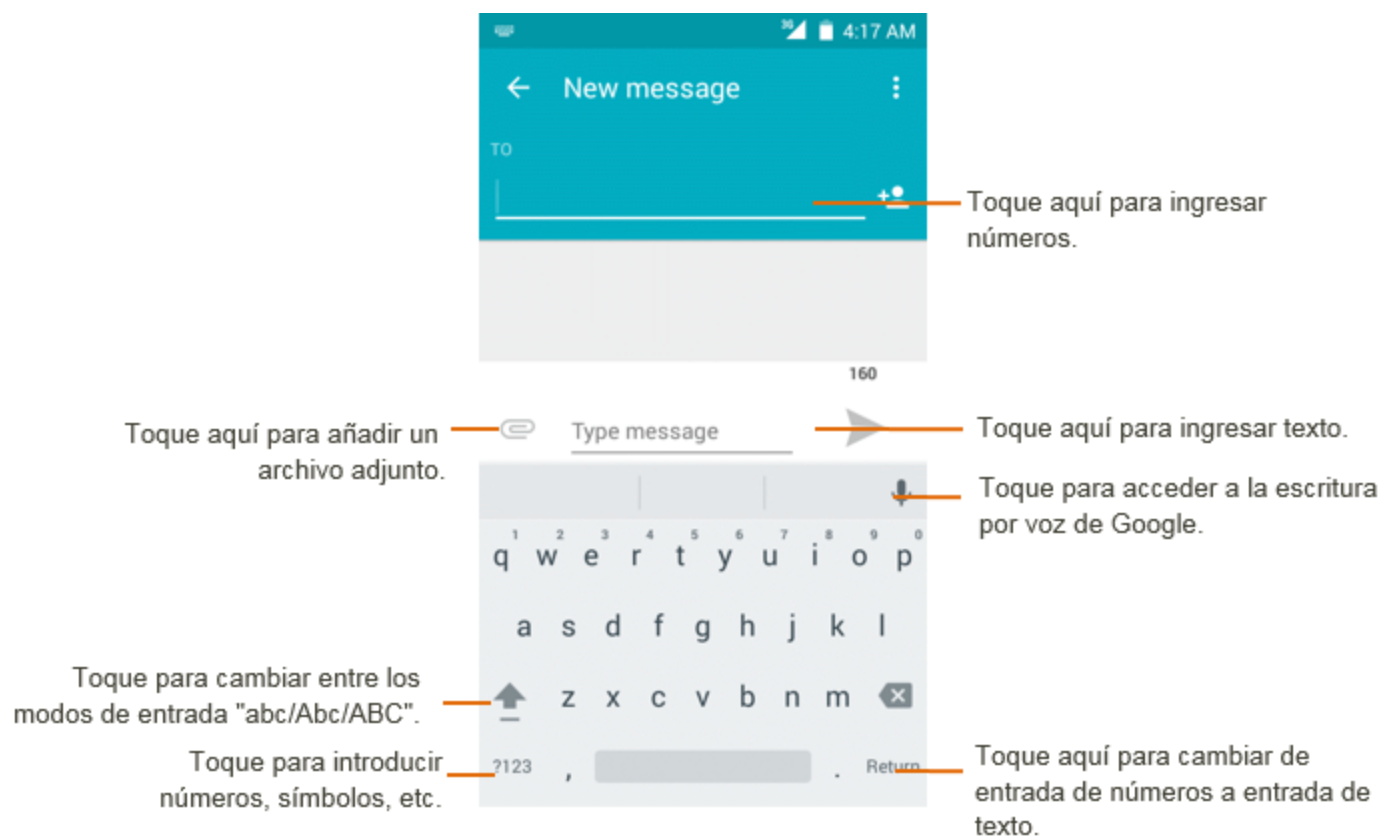 3G 4:17 AM
New message
TO
Toque aquí para ingresar
números.
160
Toque aquí para añadir un
archivo adjunto.
Type message
Toque aquí para ingresar texto.
Toque para acceder a la escritura
por voz de Google.
1 2 3 4 5 6 7 8 9 0
q w e r t y u i o p
a s d f g h j k l
Toque para cambiar entre los
modos de entrada "abc/Abc/ABC".
z x c v b n m
Toque para introducir
números, símbolos, etc.
?123 , . Return
Toque aquí para cambiar de
entrada de números a entrada de
texto.